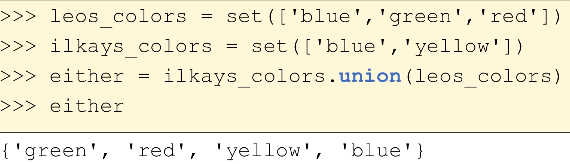 >>> leos_colors = set(['blue','green','red'])
>>> ilkays_colors = set(['blue','yellow'])
>>> either = ilkays_colors.union(leos_colors)
>>> either
{'green', 'red', 'yellow', 'blue'}